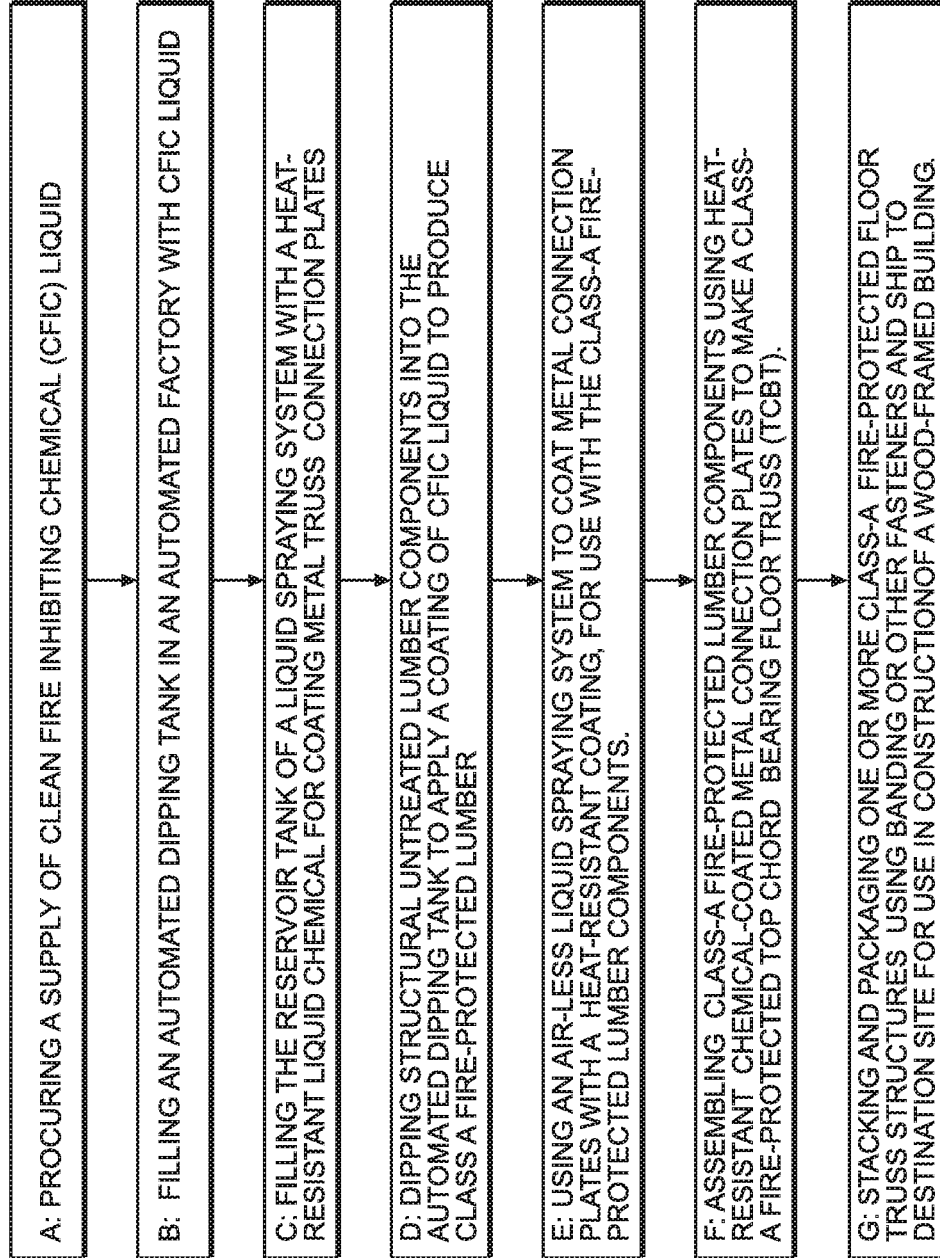 A: PROCURING A SUPPLY OF CLEAN FIRE INHIBITING CHEMICAL (CFIC) LIQUID
B: FILLING AN AUTOMATED DIPPING TANK IN AN AUTOMATED FACTORY WITH CFIC LIQUID
C: FILLING THE RESERVOIR TANK OF A LIQUID SPRAYING SYSTEM WITH A HEAT-
RESISTANT LIQUID CHEMICAL FOR COATING METAL TRUSS CONNECTION PLATES
D: DIPPING STRUCTURAL UNTREATED LUMBER COMPONENTS INTO THE
AUTOMATED DIPPING TANK TO APPLY A COATING OF CFIC LIQUID TO PRODUCE
CLASS A FIRE-PROTECTED LUMBER
E: USING AN AIR-LESS LIQUID SPRAYING SYSTEM TO COAT METAL CONNECTION
PLATES WITH A HEAT-RESISTANT COATING, FOR USE WITH THE CLASS-A FIRE-
PROTECTED LUMBER COMPONENTS.
F: ASSEMBLING CLASS-A FIRE-PROTECTED LUMBER COMPONENTS USING HEAT-
RESISTANT CHEMICAL-COATED METAL CONNECTION PLATES TO MAKE A CLASS-
A FIRE-PROTECTED TOP CHORD BEARING FLOOR TRUSS (TCBT).
G: STACKING AND PACKAGING ONE OR MORE CLASS-A FIRE-PROTECTED FLOOR
TRUSS STRUCTURES USING BANDING OR OTHER FASTENERS AND SHIP TO
DESTINATION SITE FOR USE IN CONSTRUCTIONOF A WOOD-FRAMED BUILDING.